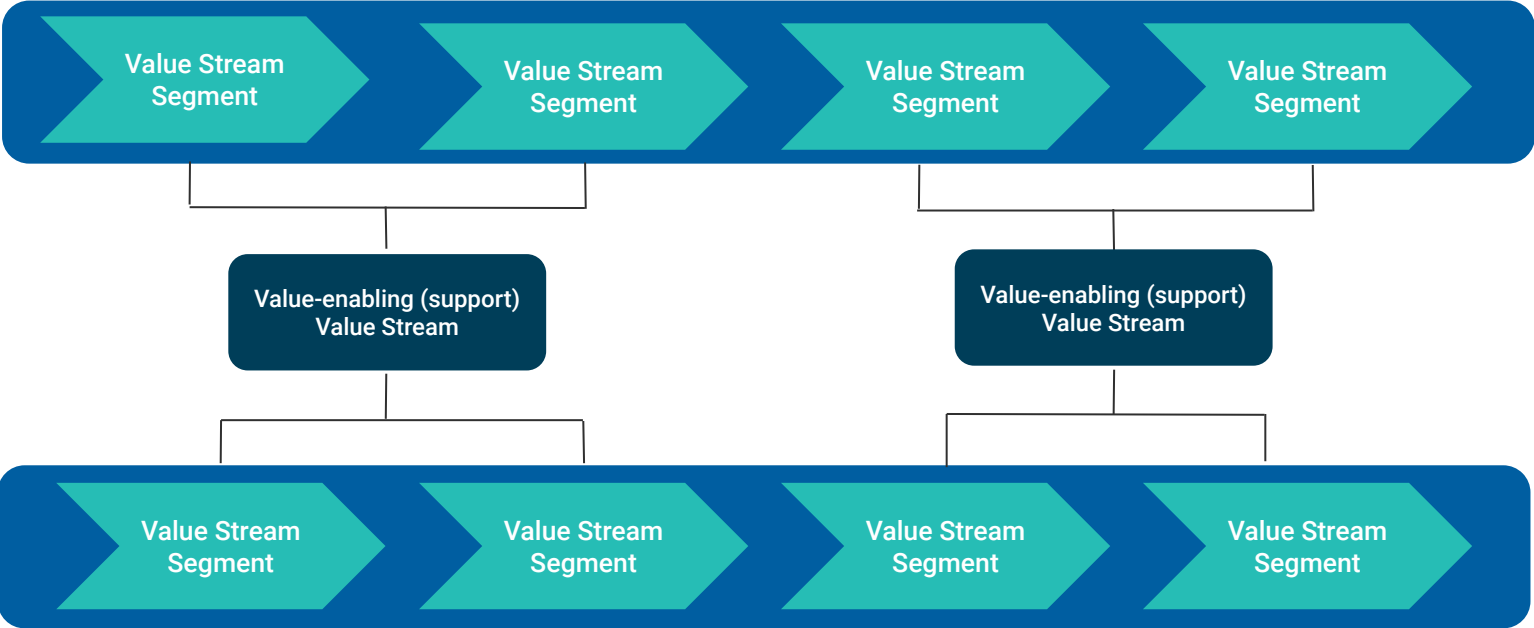 Value Stream
Segment
Value Stream
Segment
Value Stream
Segment
Value Stream
Segment
Value-enabling (support)
Value Stream
Value-enabling (support)
Value Stream
Value Stream
Segment
Value Stream
Segment
Value Stream
Segment
Value Stream
Segment